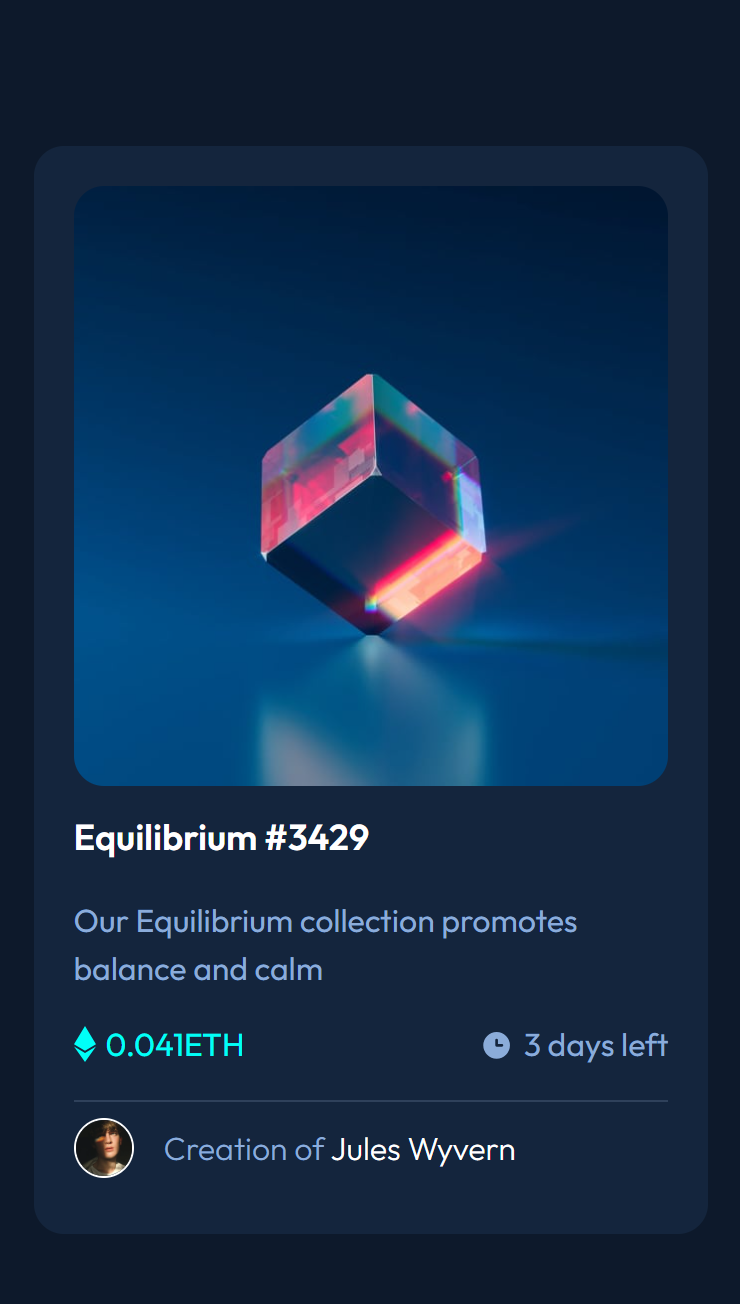 Equilibrium #3429
Our Equilibrium collection promotes
balance and calm
0.041ETH
3 days left
Creation of Jules Wyvern